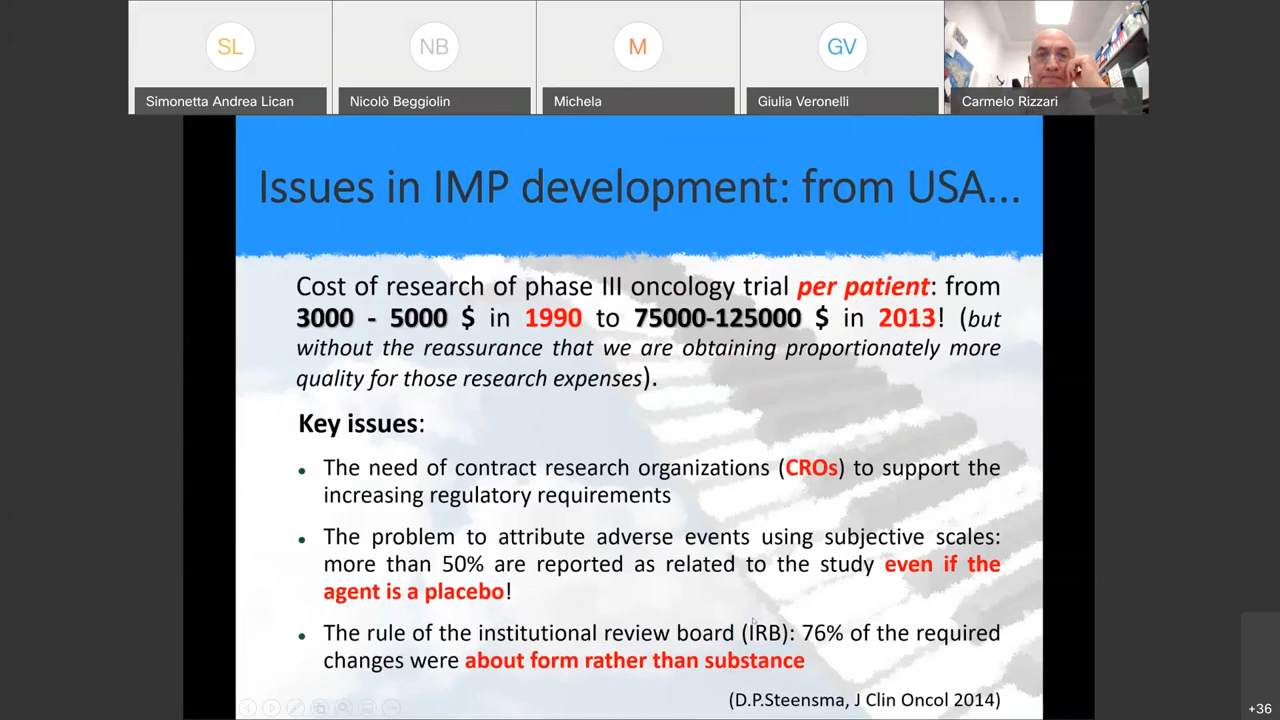 SL
NB
M
GV
Simonetta Andrea Lican
Nicolò Beggiolin
Michela
Giulia Veronelli
Carmelo Rizzari
Issues in IMP development: from USA...
Cost of research of phase III oncology trial per patient: from
3000 - 5000 $ in 1990 to 75000-125000 $ in 2013! (but
without the reassurance that we are obtaining proportionately more
quality for those research expenses).
Key issues:
• The need of contract research organizations (CROs) to support the
increasing regulatory requirements
• The problem to attribute adverse events using subjective scales:
more than 50% are reported as related to the study even if the
agent is a placebo!
• The rule of the institutional review board (IRB): 76% of the required
changes were about form rather than substance
(D.P.Steensma, J Clin Oncol 2014)
+36